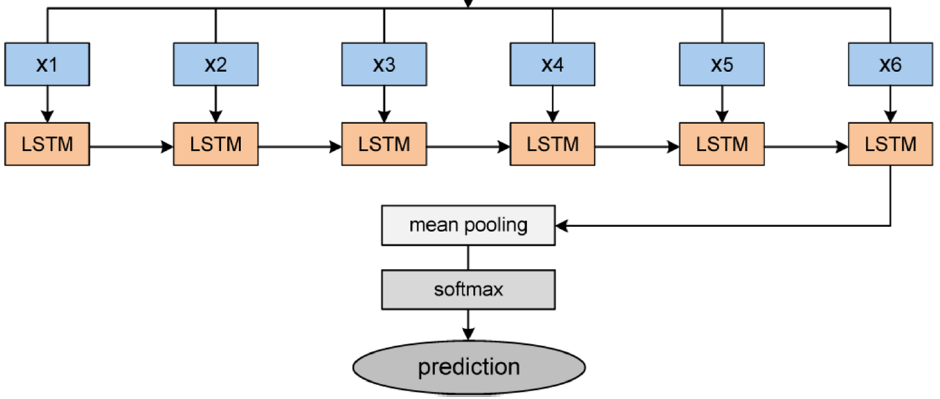 x1 x2 x3 x4 x5 x6
LSTM LSTM LSTM LSTM LSTM LSTM
mean pooling
softmax
prediction